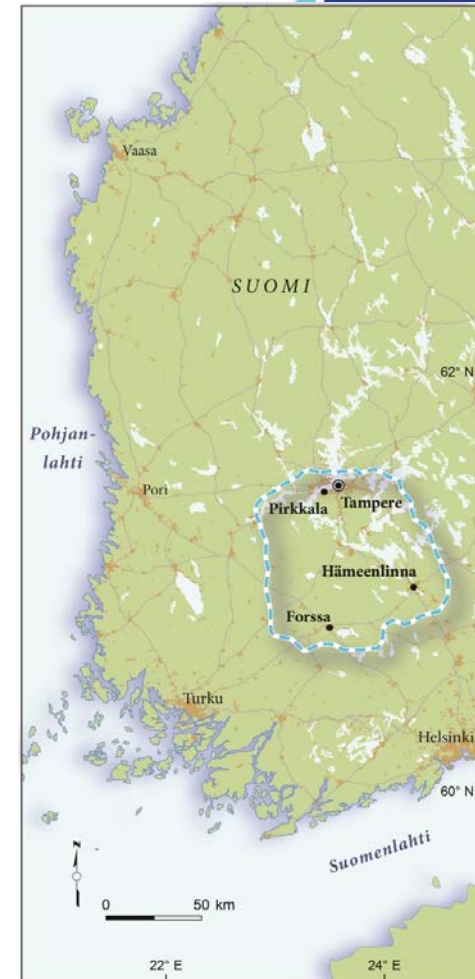 Vaasa
SUOMI
62° N
Pohjan-
lahti
Pori
Pirkkala
Tampere
Hämeenlinna
Forssa
Turku
Helsinki
60° N
Suomenlahti
N
0 50 km
22° E 24° E